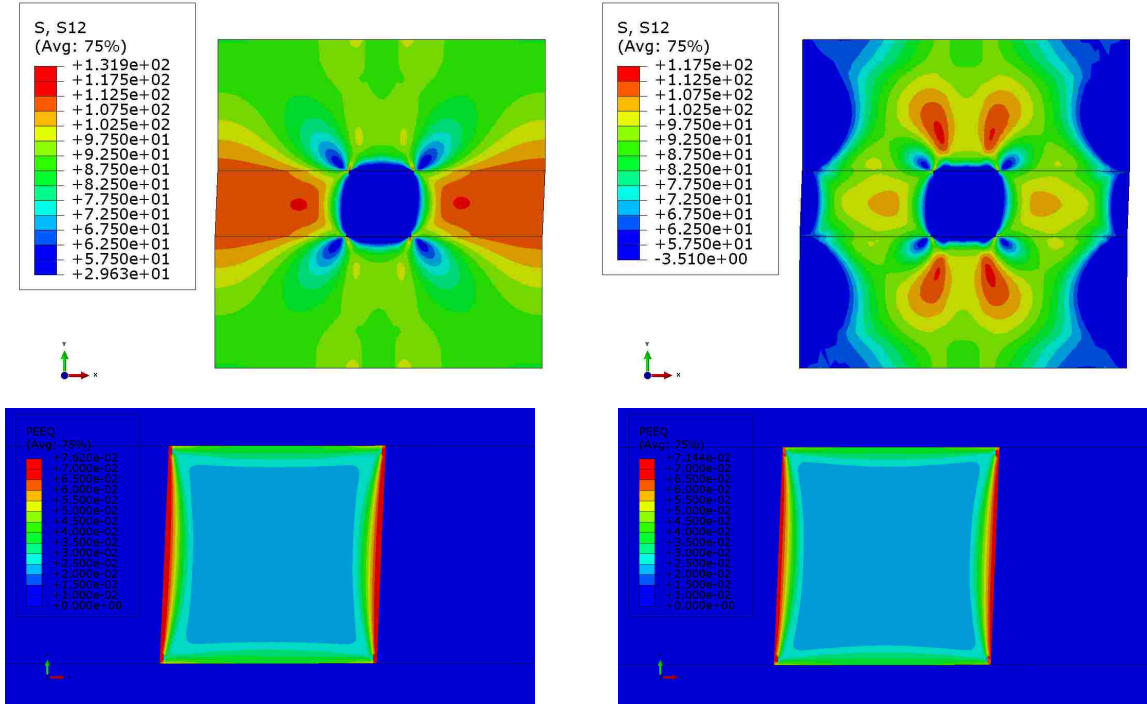 S, S12
(Avg: 75%)
+1.319e+02
+1.175e+02
+1.125e+02
+1.075e+02
+1.025e+02
+9.750e+01
+9.250e+01
+8.750e+01
+8.250e+01
+7.750e+01
+7.250e+01
+6.750e+01
+6.250e+01
+5.750e+01
+2.963e+01
Y
X
S, S12
(Avg: 75%)
+1.175e+02
+1.125e+02
+1.075e+02
+1.025e+02
+9.750e+01
+9.250e+01
+8.750e+01
+8.250e+01
+7.750e+01
+7.250e+01
+6.750e+01
+6.250e+01
+5.750e+01
-3.510e+00
Y
X
PEEQ
(Avg: 75%)
+7.620e-02
+7.000e-02
+6.500e-02
+6.000e-02
+5.500e-02
+5.000e-02
+4.500e-02
+4.000e-02
+3.500e-02
+3.000e-02
+2.500e-02
+2.000e-02
+1.500e-02
+1.000e-02
+0.000e+00
Y
PEEQ
(Avg: 75%)
+7.144e-02
+7.000e-02
+6.500e-02
+6.000e-02
+5.500e-02
+5.000e-02
+4.500e-02
+4.000e-02
+3.500e-02
+3.000e-02
+2.500e-02
+2.000e-02
+1.500e-02
+1.000e-02
+0.000e+00
Y